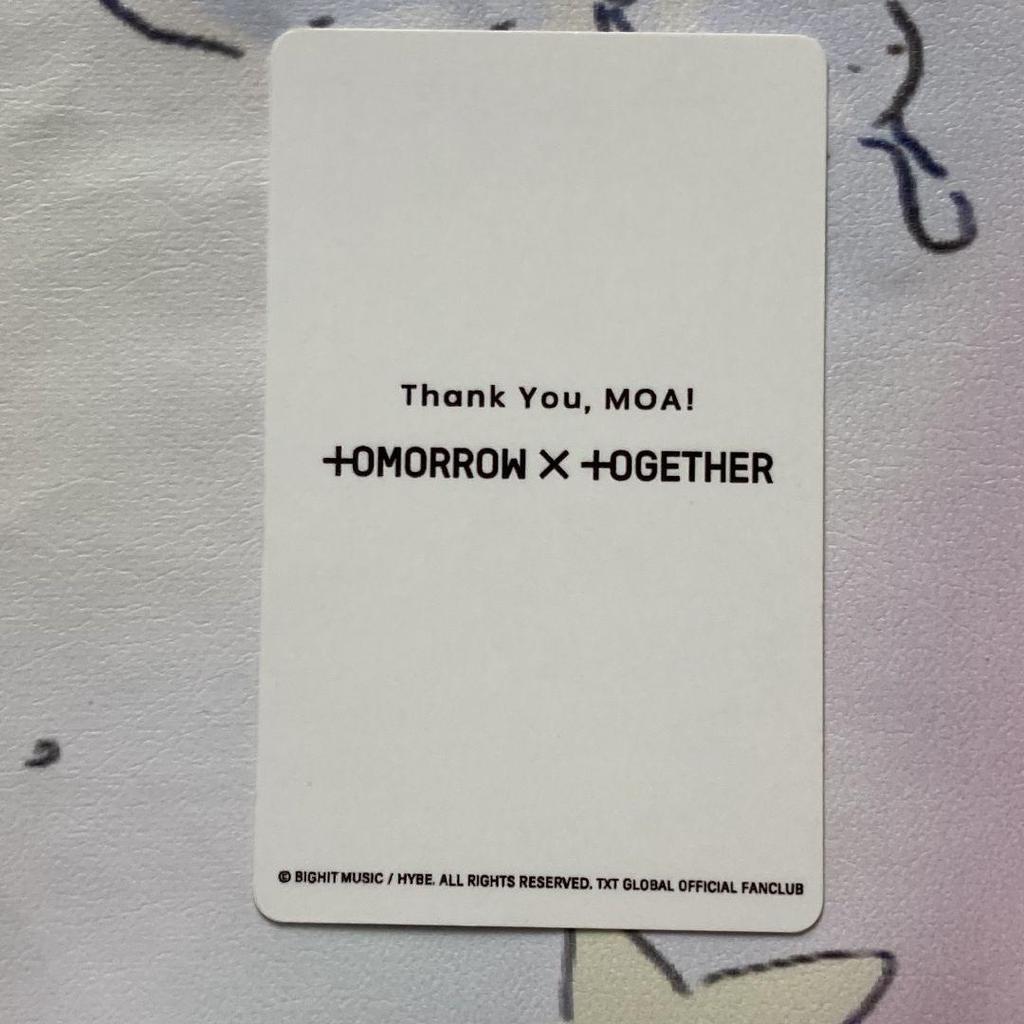 Thank You, MOA!
TOMORROW X TOGETHER
© BIGHIT MUSIC / HYBE. ALL RIGHTS RESERVED. TXT GLOBAL OFFICIAL FANCLUB